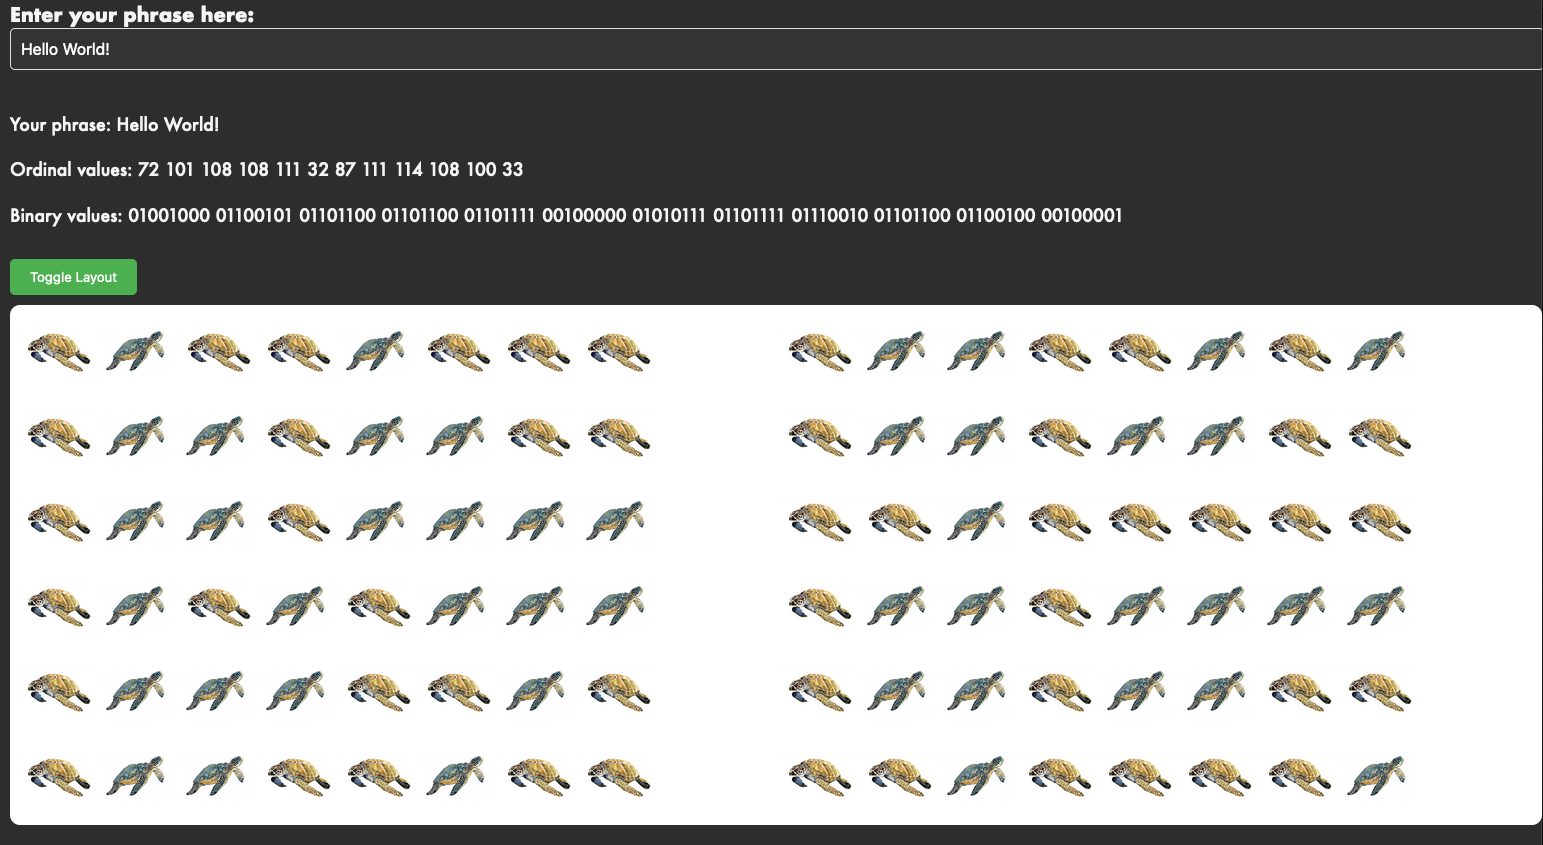 Enter your phrase here:
Hello World!
Your phrase: Hello World!
Ordinal values: 72 101 108 108 111 32 87 111 114 108 100 33
Binary values: 01001000 01100101 01101100 01101100 01101111 00100000 01010111 01101111 01110010 01101100 01100100 00100001
Toggle Layout